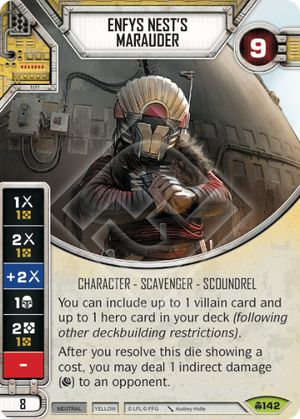 ENFYS NEST'S
MARAUDER
9
1
1
2
1
+2
1
2
-
8
CHARACTER - SCAVENGER - SCOUNDREL
You can include up to 1 villain card and
up to 1 hero card in your deck (following
other deckbuilding restrictions).
After you resolve this die showing a
cost, you may deal 1 indirect damage
() to an opponent.
NEUTRAL
YELLOW
© LFL © FFG
Audrey Hotte
142